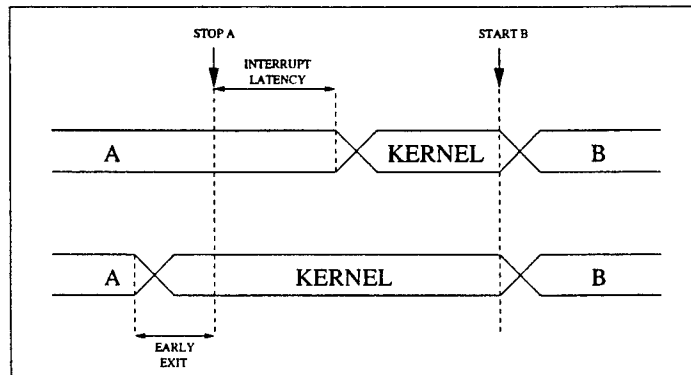 STOP A
START B
INTERRUPT
LATENCY
A
KERNEL
B
A
KERNEL
B
EARLY
EXIT